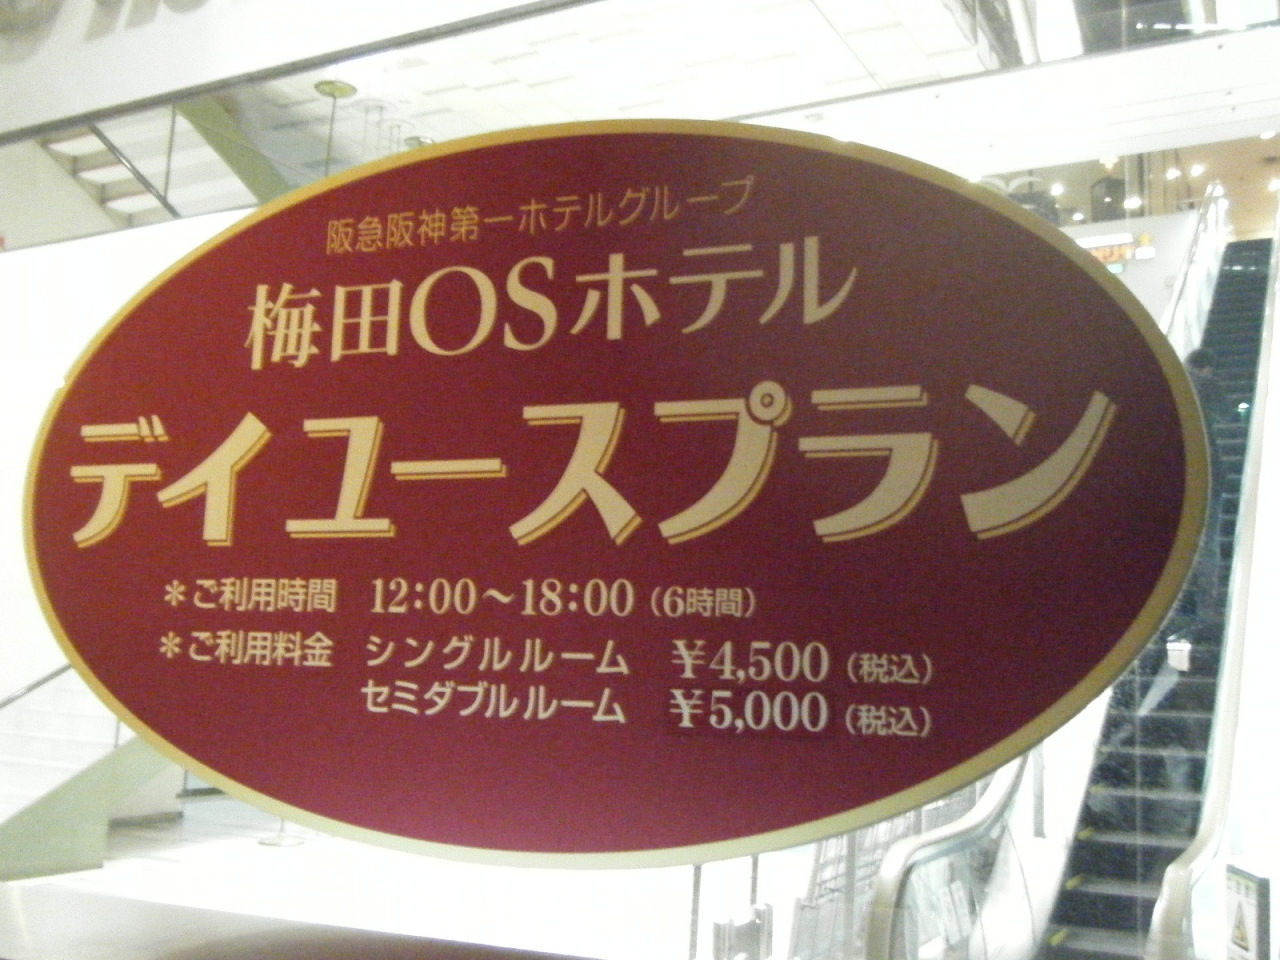 阪急阪神第一ホテルグループ
梅田OSホテル
デイユースプラン
＊ご利用時間 12:00～18:00（6時間）
＊ご利用料金 シングルルーム ￥4,500（税込）
セミダブルルーム ￥5,000（税込）